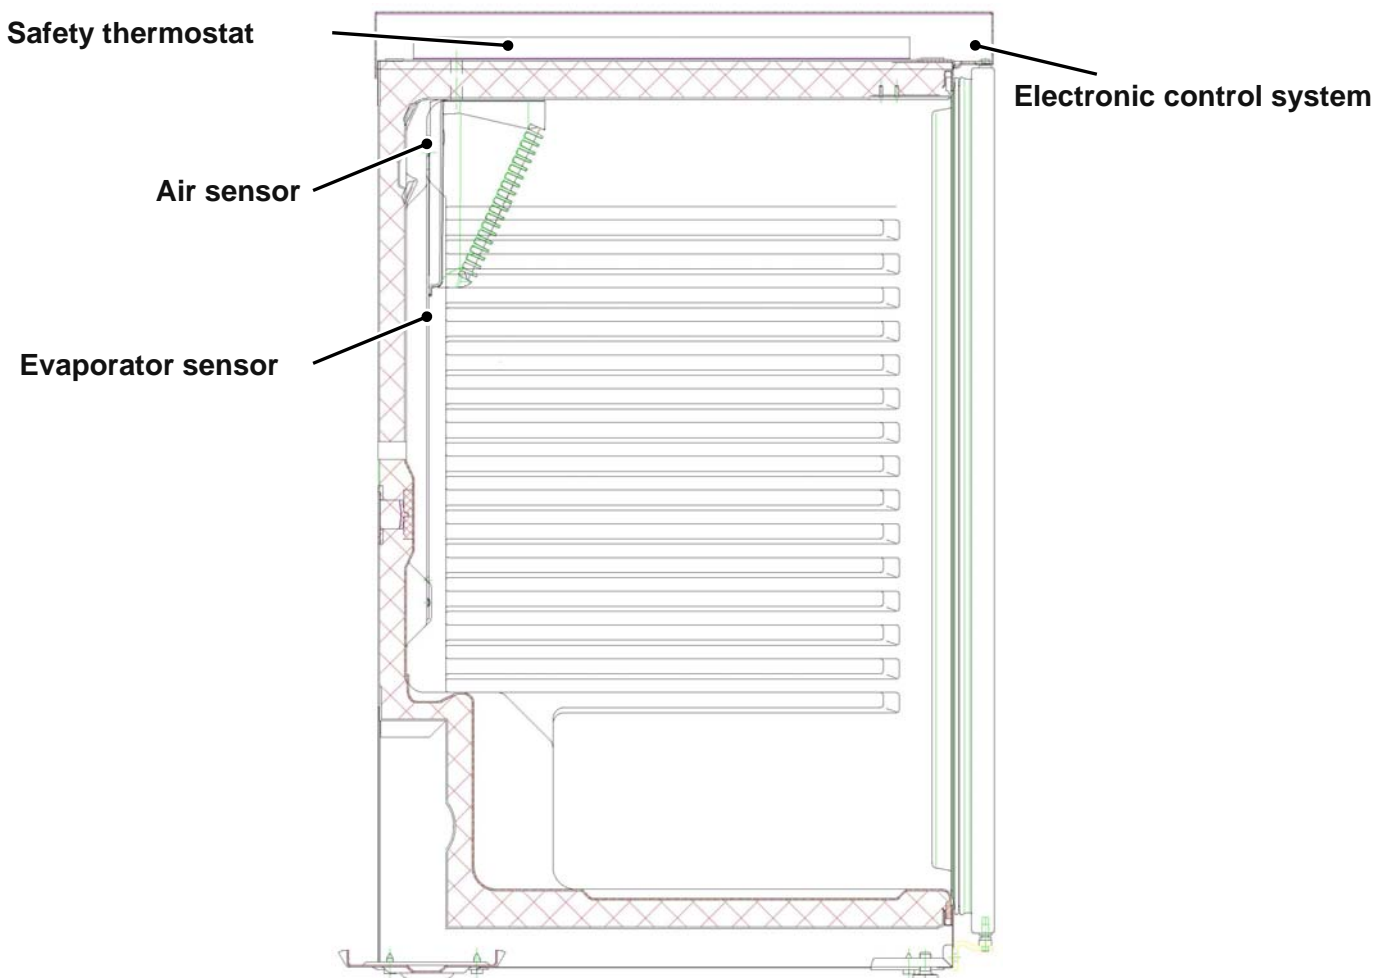 Safety thermostat
Electronic control system
Air sensor
Evaporator sensor